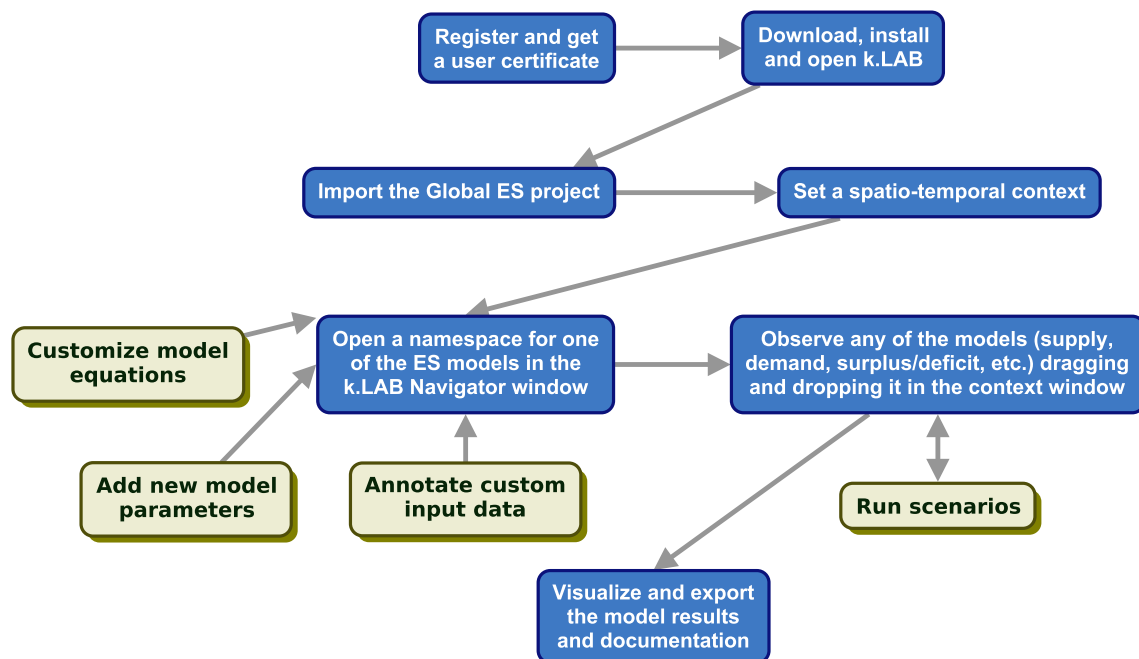 Register and get
a user certificate
Download, install
and open k.LAB
Import the Global ES project
Set a spatio-temporal context
Customize model
equations
Open a namespace for one
of the ES models in the
k.LAB Navigator window
Observe any of the models (supply,
demand, surplus/deficit, etc.) dragging
and dropping it in the context window
Add new model
parameters
Annotate custom
input data
Run scenarios
Visualize and export
the model results
and documentation